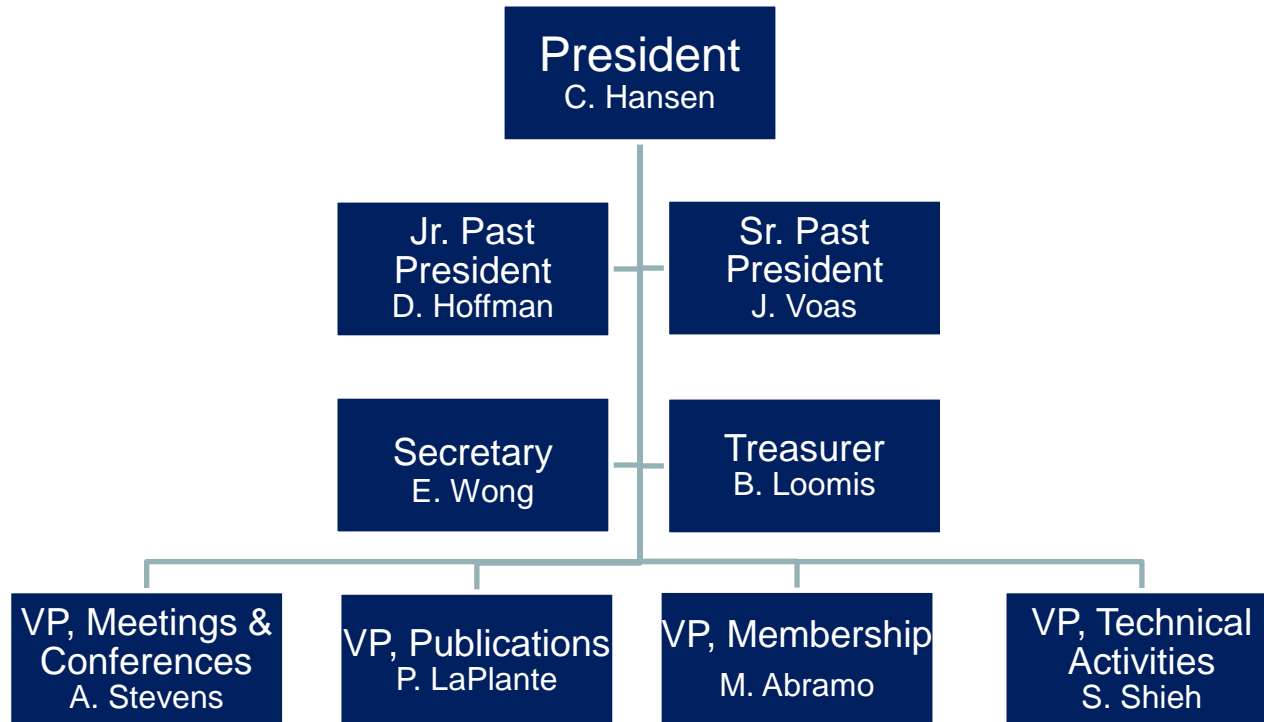 President
C. Hansen
Jr. Past
President
D. Hoffman
Sr. Past
President
J. Voas
Secretary
E. Wong
Treasurer
B. Loomis
VP, Meetings &
Conferences
A. Stevens
VP, Publications
P. LaPlante
VP, Membership
M. Abramo
VP, Technical
Activities
S. Shieh